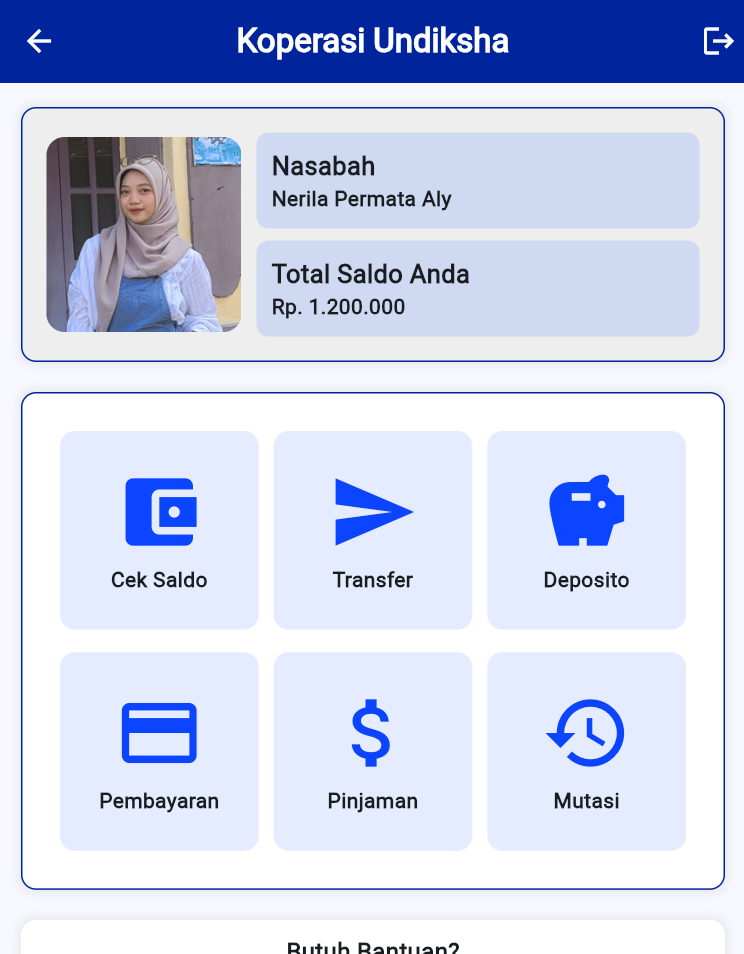 Koperasi Undiksha
Nasabah
Nerila Permata Aly
Total Saldo Anda
Rp. 1.200.000
Cek Saldo
Transfer
Deposito
Pembayaran
Pinjaman
Mutasi
Butuh Bantuan?